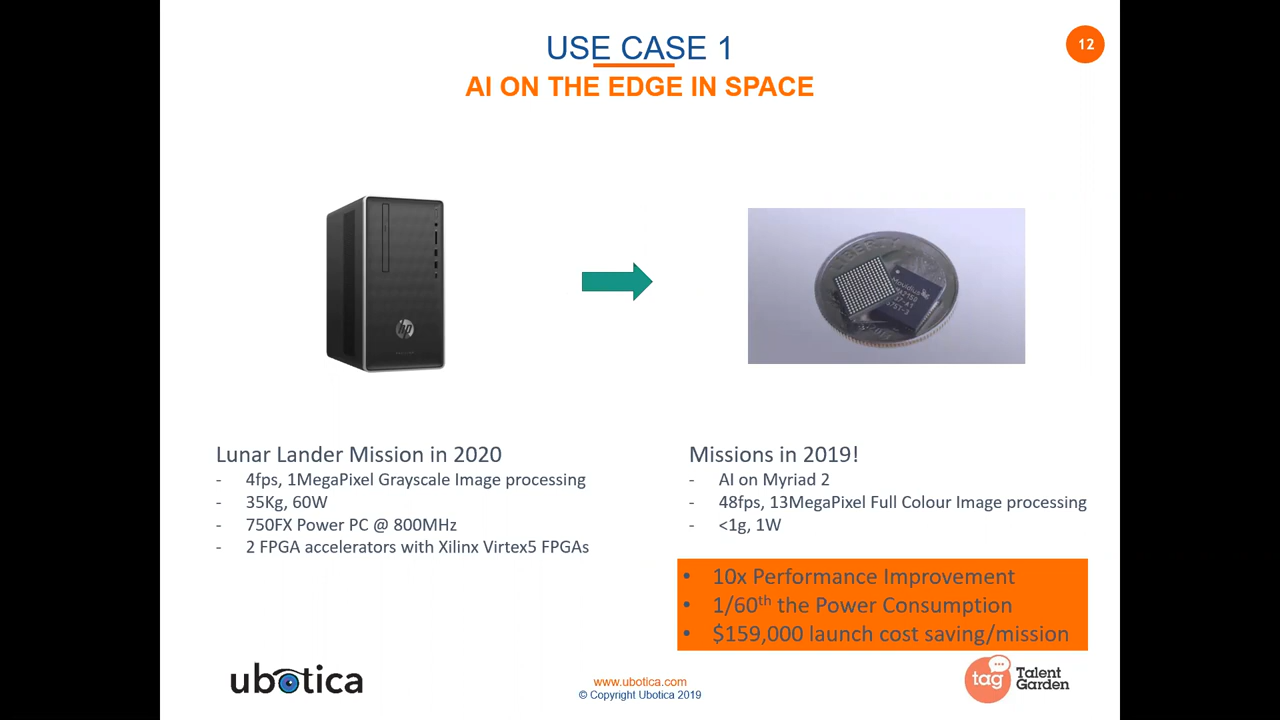 USE CASE 1
12
AI ON THE EDGE IN SPACE
hp
LIBERTY
Lunar Lander Mission in 2020
- 4fps, 1MegaPixel Grayscale Image processing
- 35Kg, 60W
- 750FX Power PC @ 800MHz
- 2 FPGA accelerators with Xilinx Virtex5 FPGAs
Missions in 2019!
- AI on Myriad 2
- 48fps, 13MegaPixel Full Colour Image processing
- <1g, 1W
• 10x Performance Improvement
• 1/60th the Power Consumption
• $159,000 launch cost saving/mission
ubotica
www.ubotica.com
© Copyright Ubotica 2019
tag
Talent
Garden